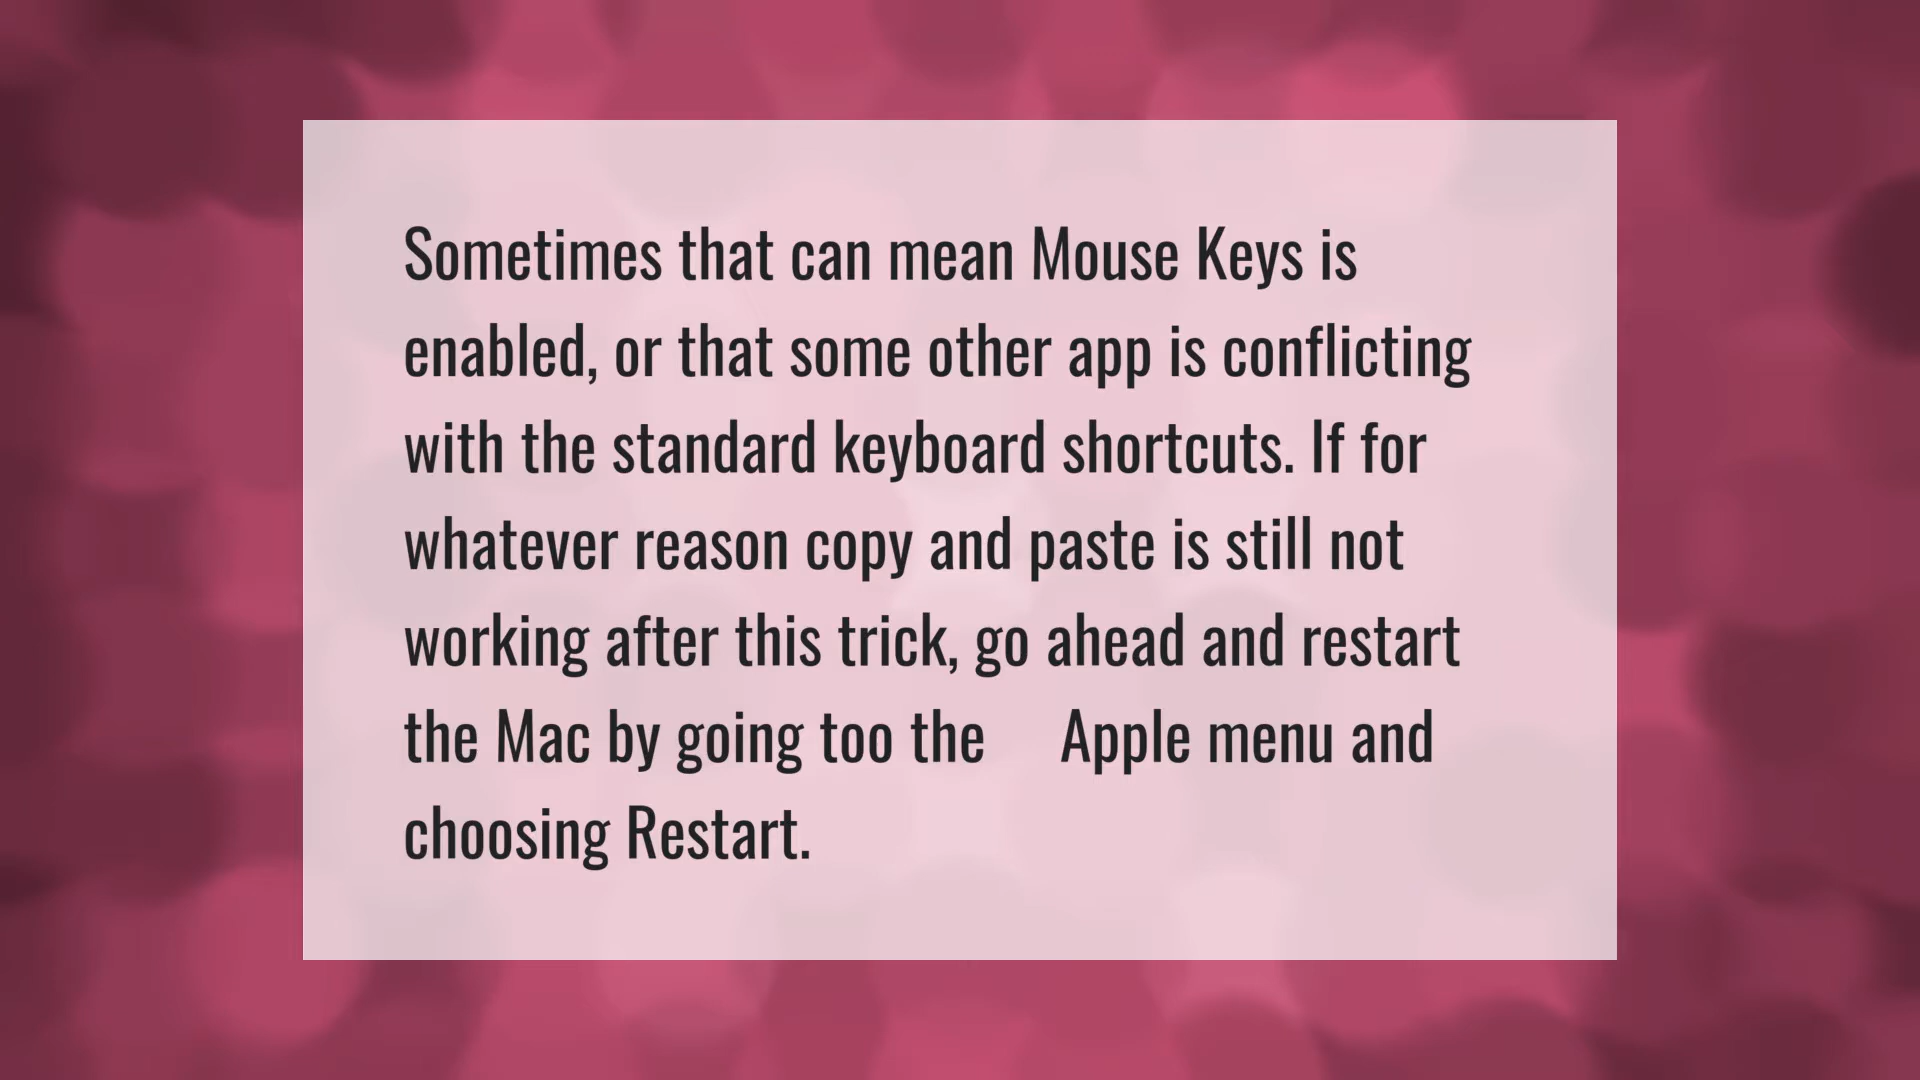 Sometimes that can mean Mouse Keys is
enabled, or that some other app is conflicting
with the standard keyboard shortcuts. If for
whatever reason copy and paste is still not
working after this trick, go ahead and restart
the Mac by going too the Apple menu and
choosing Restart.